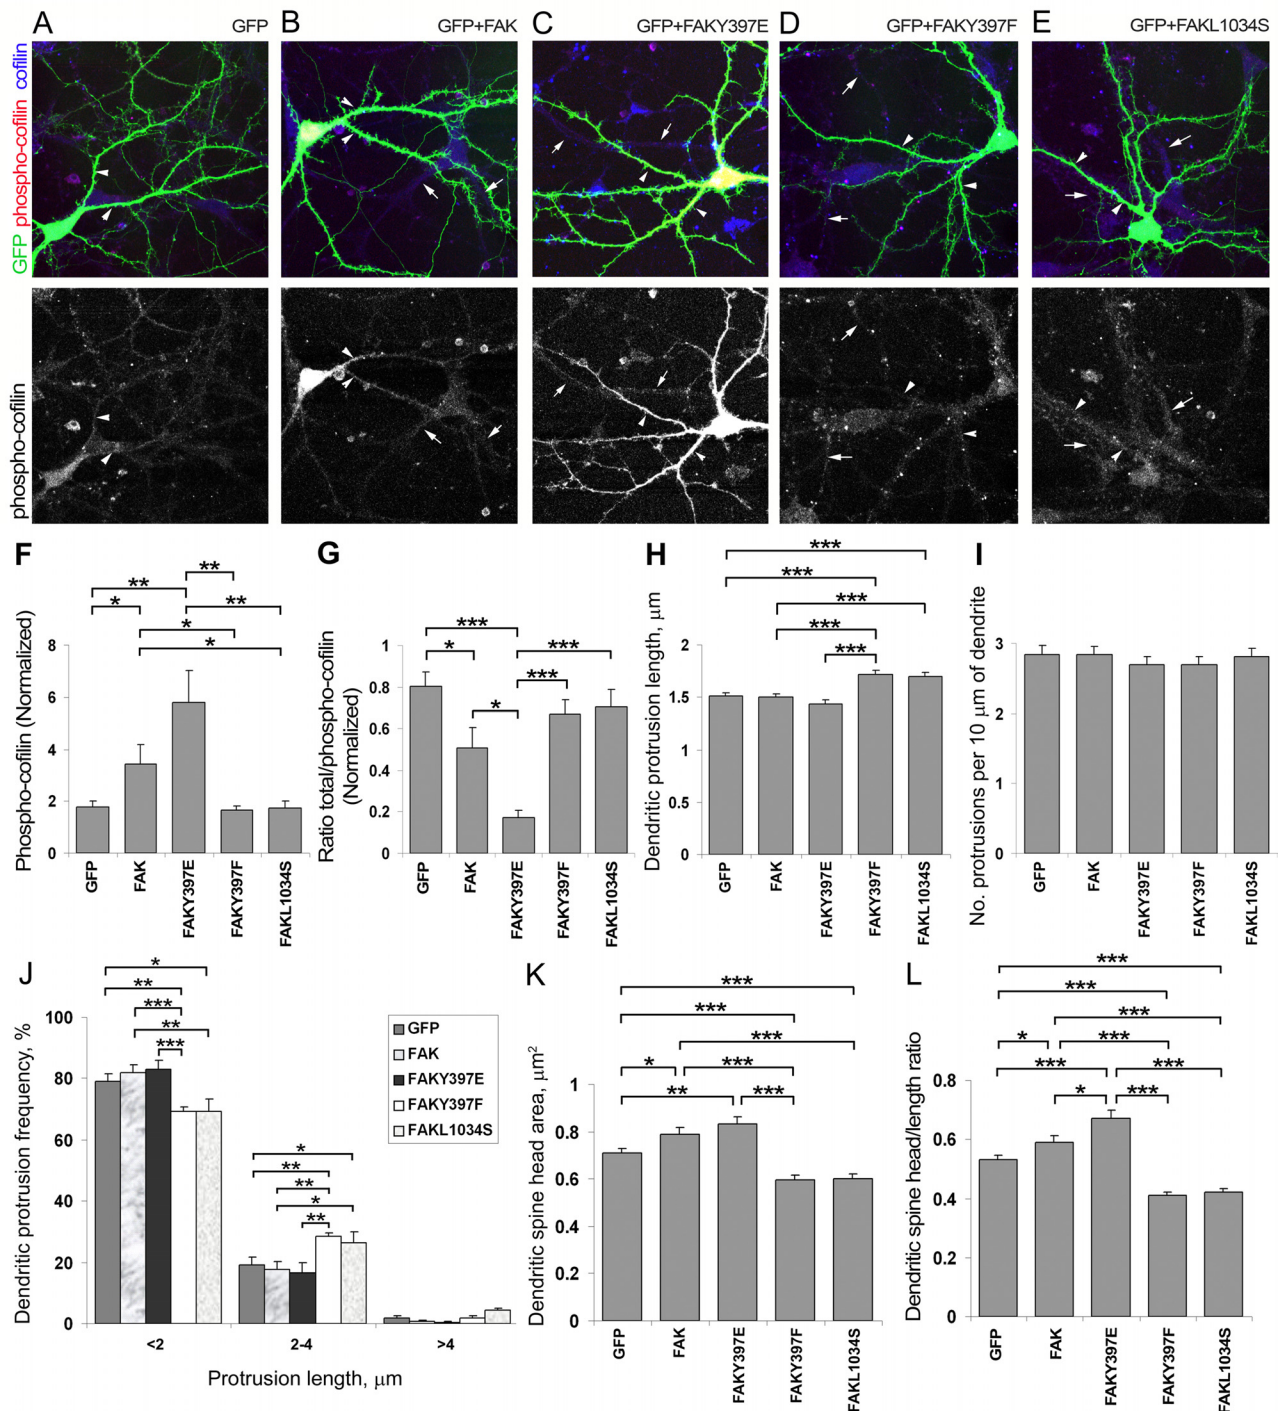 A GFP
B GFP+FAK
C GFP+FAKY397E
D GFP+FAKY397F
E GFP+FAKL1034S
GFP phospho-cofilin cofilin
phospho-cofilin
F
** 
**
* **
*
*
Phospho-cofilin (Normalized)
8
6
4
2
0
GFP
FAK
FAKY397E
FAKY397F
FAKL1034S
G
***
* ***
***
*
Ratio total/phospho-cofilin
(Normalized)
1
0.8
0.6
0.4
0.2
0
GFP
FAK
FAKY397E
FAKY397F
FAKL1034S
H
***
***
***
***
***
Dendritic protrusion length, μm
2
1.5
1
0.5
0
GFP
FAK
FAKY397E
FAKY397F
FAKL1034S
I
No. protrusions per 10 μm of dendrite
3
2
1
0
GFP
FAK
FAKY397E
FAKY397F
FAKL1034S
J
*
**
***
**
***
*
**
**
*
**
Dendritic protrusion frequency, %
100
80
60
40
20
0
<2 2-4 >4
Protrusion length, μm
GFP
FAK
FAKY397E
FAKY397F
FAKL1034S
K
***
***
***
* ***
** ***
Dendritic spine head area, μm²
1
0.8
0.6
0.4
0.2
0
GFP
FAK
FAKY397E
FAKY397F
FAKL1034S
L
***
***
***
* ***
*** ***
* ***
Dendritic spine head/length ratio
0.8
0.6
0.4
0.2
0
GFP
FAK
FAKY397E
FAKY397F
FAKL1034S